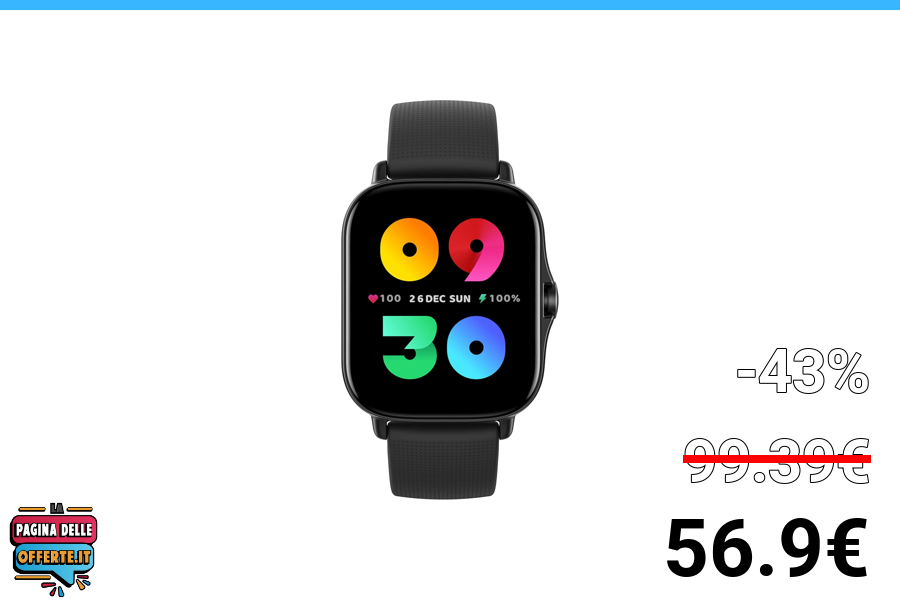 09
100 26 DEC SUN 100%
30
-43%
99.39€
56.9€
LA
PAGINA DELLE
OFFERTE.IT